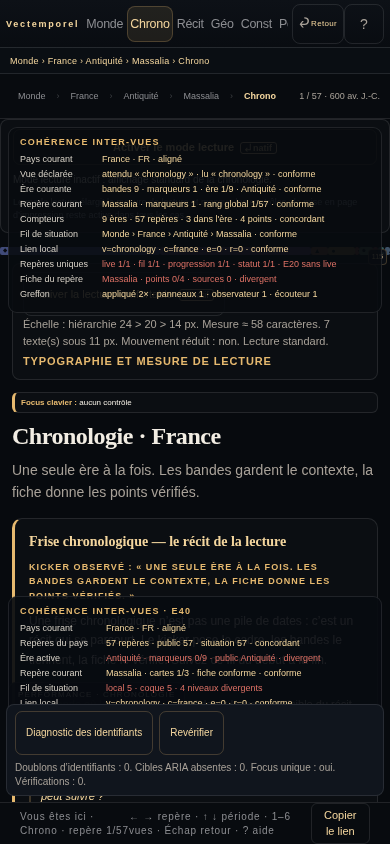 Vectemporel Monde Chrono Récit Géo Const Retour ?
Monde › France › Antiquité › Massalia › Chrono
Monde › France › Antiquité › Massalia › Chrono 1 / 57 · 600 av. J.-C.
COHÉRENCE INTER-VUES
Pays courant France · FR · aligné
Vue déclarée attendu « chronology » · lu « chronology » · conforme
Ère courante bandes 9 · marqueurs 1 · ère 1/9 · Antiquité · conforme
Repère courant Massalia · marqueurs 1 · rang global 1/57 · conforme
Compteurs 9 ères · 57 repères · 3 dans l'ère · 4 points · concordant
Fil de situation Monde › France › Antiquité › Massalia · conforme
Lien local v=chronology · c=france · e=0 · r=0 · conforme
Repères uniques live 1/1 · fil 1/1 · progression 1/1 · statut 1/1 · E20 sans live
Fiche du repère Massalia · points 0/4 · sources 0 · divergent
Greffon appliqué 2× · panneaux 1 · observateur 1 · écouteur 1
Échelle : hiérarchie 24 > 20 > 14 px. Mesure ≈ 58 caractères. 7
texte(s) sous 11 px. Mouvement réduit : non. Lecture standard.
TYPOGRAPHIE ET MESURE DE LECTURE
Focus clavier : aucun contrôle
Chronologie · France
Une seule ère à la fois. Les bandes gardent le contexte, la
fiche donne les points vérifiés.
Frise chronologique — le récit de la lecture
KICKER OBSERVÉ : « UNE SEULE ÈRE À LA FOIS. LES
BANDES GARDENT LE CONTEXTE, LA FICHE DONNE LES
POINTS VÉRIFIÉS. »
COHÉRENCE INTER-VUES · E40
Pays courant France · FR · aligné
Repères du pays 57 repères · public 57 · situation 57 · concordant
Ère active Antiquité · marqueurs 0/9 · public Antiquité · divergent
Repère courant Massalia · cartes 1/3 · fiche conforme · conforme
Fil de situation local 5 · coque 5 · 4 niveaux divergents
Lien local v=chronology · c=france · e=0 · r=0 · conforme
Diagnostic des identifiants Revérifier
Doublons d'identifiants : 0. Cibles ARIA absentes : 0. Focus unique : oui.
Vérifications : 0.
peut suivre ?
Vous êtes ici · ← → repère · ↑ ↓ période · 1–6
Chrono · repère 1/57 vues · Échap retour · ? aide
Copier
le lien